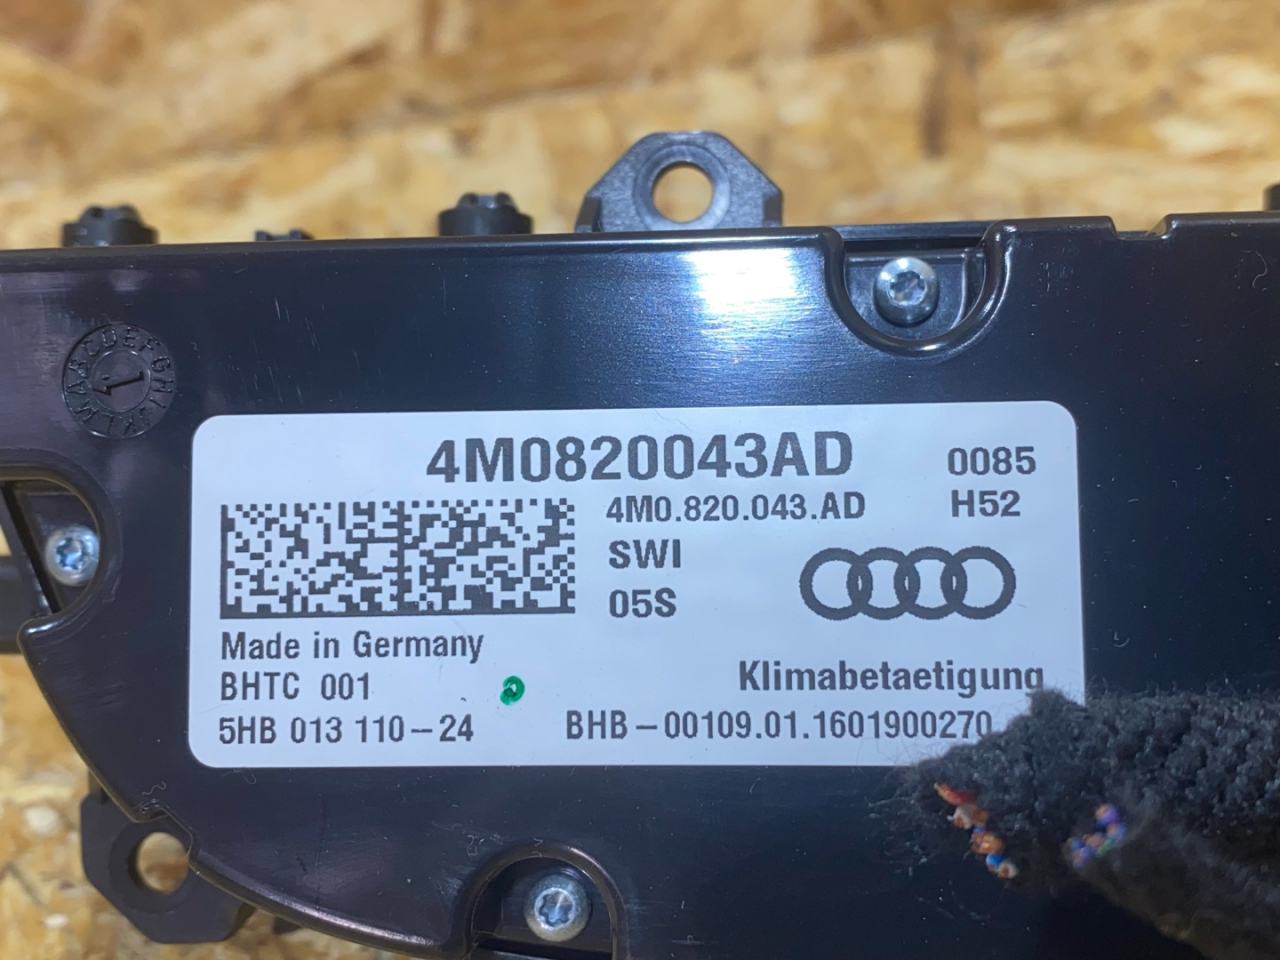 4M0820043AD 0085
4M0.820.043.AD H52
SWI
05S
Made in Germany
BHTC 001
Klimabetaetigung
5HB 013 110-24 BHB-00109.01.1601900270
1